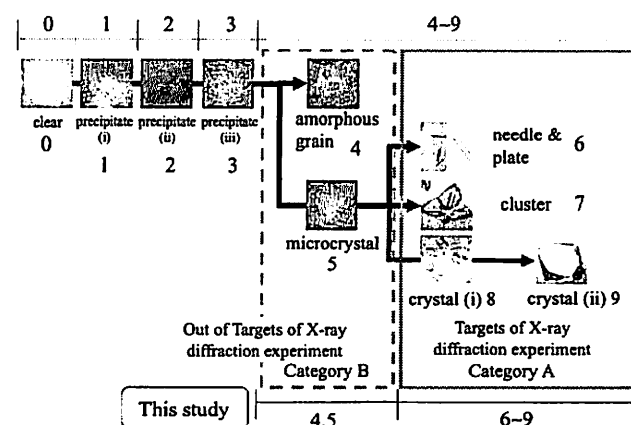 0 1 2 3 4~9
clear
0
precipitate
(i)
1
precipitate
(ii)
2
precipitate
(iii)
3
amorphous
grain 4
microcrystal
5
needle &
plate 6
cluster 7
crystal (i) 8
crystal (ii) 9
Out of Targets of X-ray
diffraction experiment
Category B
Targets of X-ray
diffraction experiment
Category A
This study
4,5
6~9